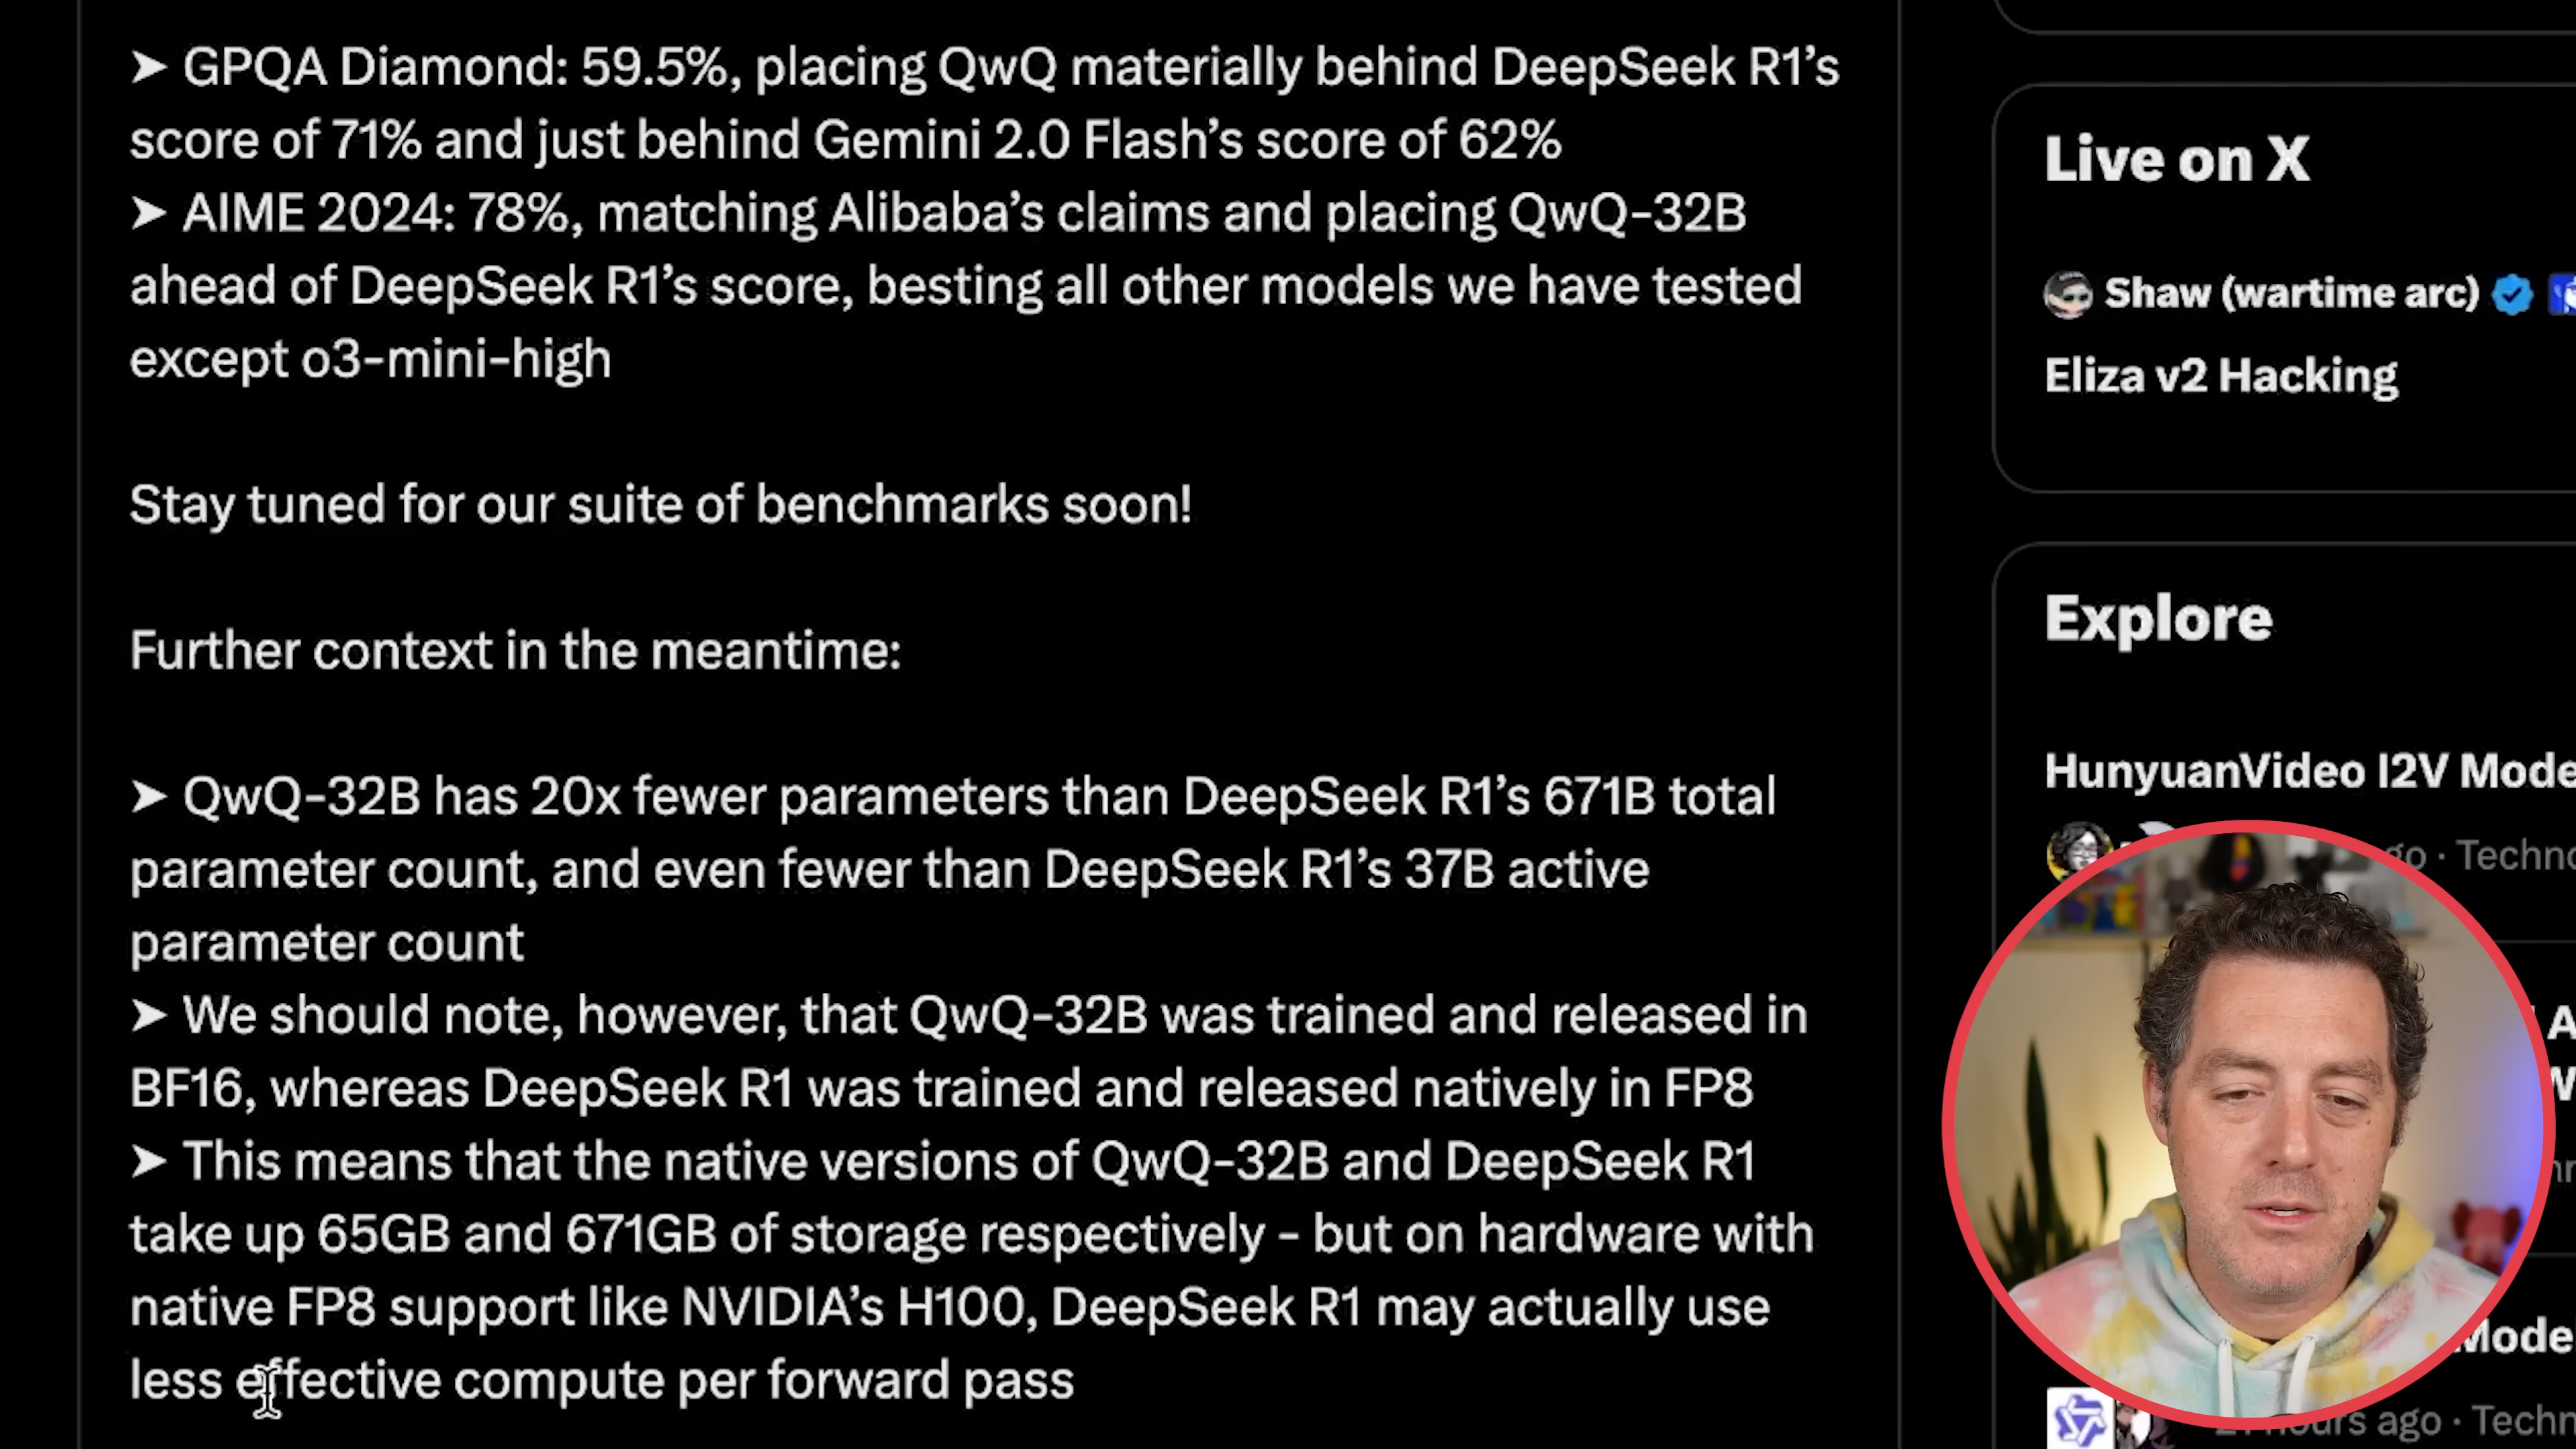 ➤ GPQA Diamond: 59.5%, placing QwQ materially behind DeepSeek R1’s
score of 71% and just behind Gemini 2.0 Flash’s score of 62%
➤ AIME 2024: 78%, matching Alibaba’s claims and placing QwQ-32B
ahead of DeepSeek R1’s score, besting all other models we have tested
except o3-mini-high
Stay tuned for our suite of benchmarks soon!
Further context in the meantime:
➤ QwQ-32B has 20x fewer parameters than DeepSeek R1’s 671B total
parameter count, and even fewer than DeepSeek R1’s 37B active
parameter count
➤ We should note, however, that QwQ-32B was trained and released in
BF16, whereas DeepSeek R1 was trained and released natively in FP8
➤ This means that the native versions of QwQ-32B and DeepSeek R1
take up 65GB and 671GB of storage respectively - but on hardware with
native FP8 support like NVIDIA’s H100, DeepSeek R1 may actually use
less effective compute per forward pass
Live on X
Shaw (wartime arc)
Eliza v2 Hacking
Explore
HunyuanVideo I2V Mode
go · Techno
Mode
ours ago · Techn